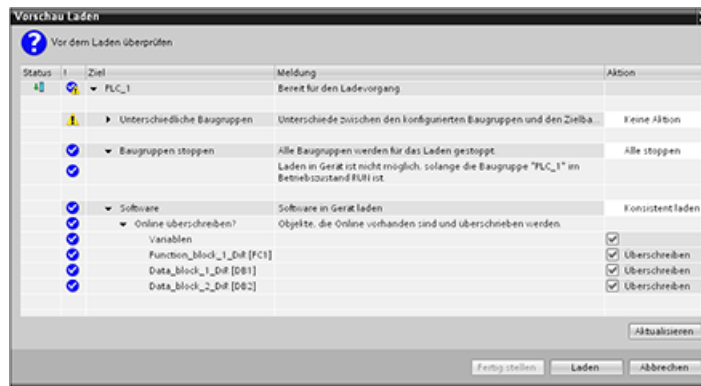 Vorschau Laden
Vor dem Laden überprüfen
Status ! Ziel Meldung Aktion
PLC_1 Bereit für den Ladevorgang
Unterschiedliche Baugruppen Unterschiede zwischen den konfigurierten Baugruppen und den Zielba... Keine Aktion
Baugruppen stoppen Alle Baugruppen werden für das Laden gestoppt. Alle stoppen
Laden in Gerät ist nicht möglich, solange die Baugruppe "PLC_1" im
Betriebszustand RUN ist.
Software Software in Gerät laden Konsistent laden
Online überschreiben? Objekte, die Online vorhanden sind und überschrieben werden.
Variablen
Function_block_1_DiR [FC1] Überschreiben
Data_block_1_DiR [DB1] Überschreiben
Data_block_2_DiR [DB2] Überschreiben
Aktualisieren
Fertig stellen Laden Abbrechen